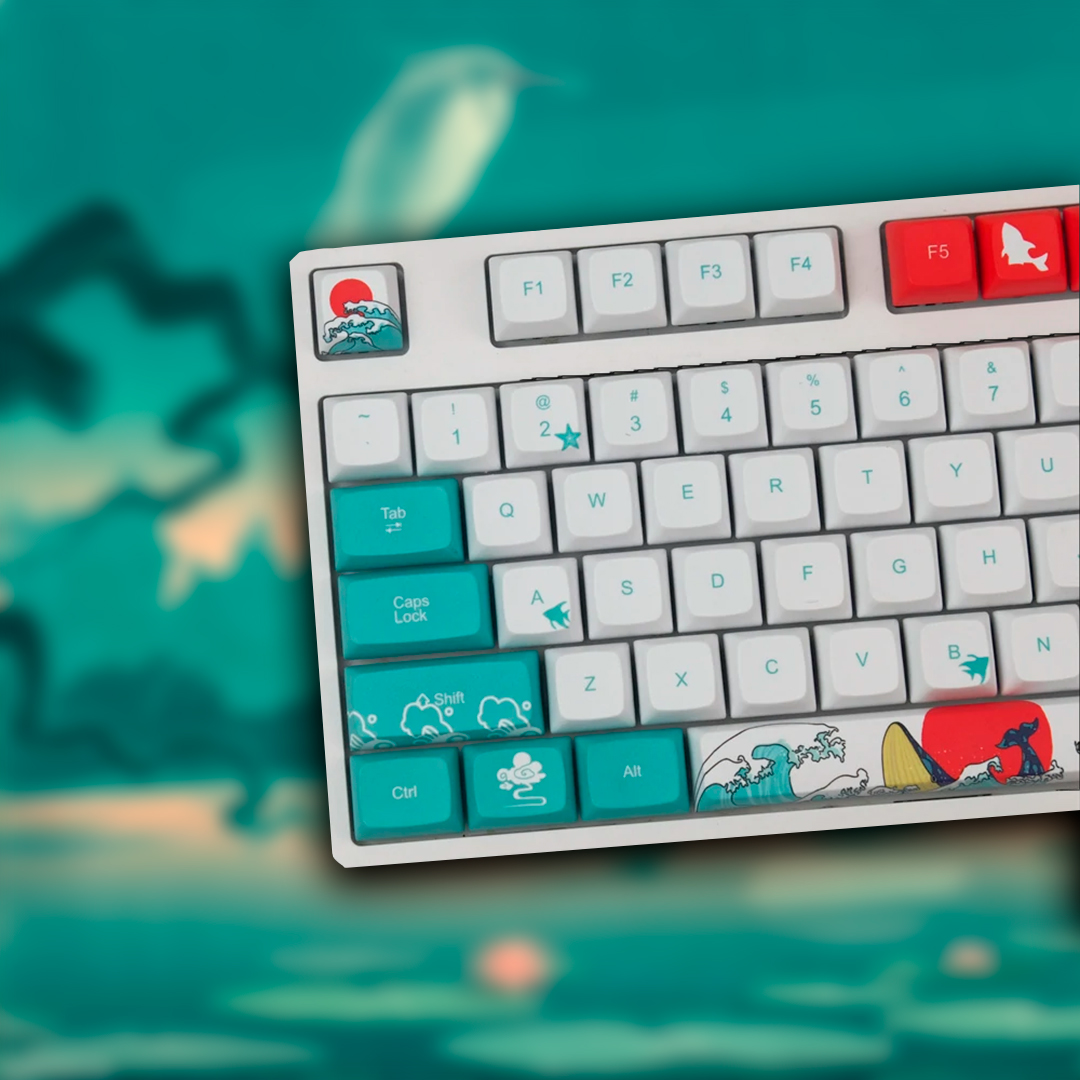 F1 F2 F3 F4 F5
~ ! @ # $ % ^ &
` 1 2 3 4 5 6 7
Tab Q W E R T Y U
Caps
Lock
A S D F G H
Shift Z X C V B N
Ctrl Alt